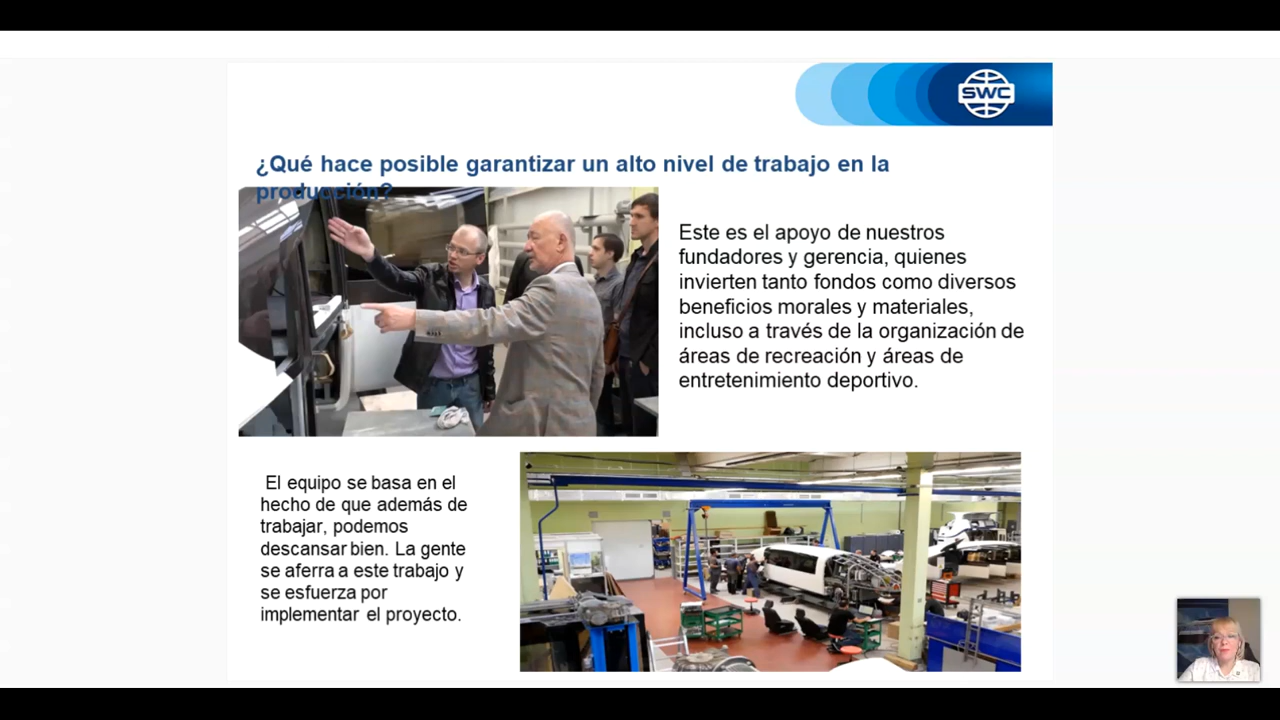 SWC
¿Qué hace posible garantizar un alto nivel de trabajo en la
producción?
Este es el apoyo de nuestros
fundadores y gerencia, quienes
invierten tanto fondos como diversos
beneficios morales y materiales,
incluso a través de la organización de
áreas de recreación y áreas de
entretenimiento deportivo.
El equipo se basa en el
hecho de que además de
trabajar, podemos
descansar bien. La gente
se aferra a este trabajo y
se esfuerza por
implementar el proyecto.